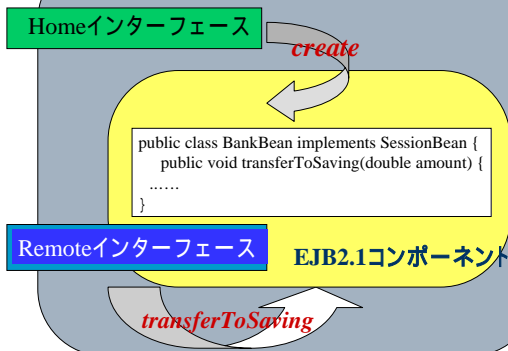 Homeインターフェース
create
public class BankBean implements SessionBean {
public void transferToSaving(double amount) {
……
}
Remoteインターフェース
EJB2.1コンポーネント
transferToSaving